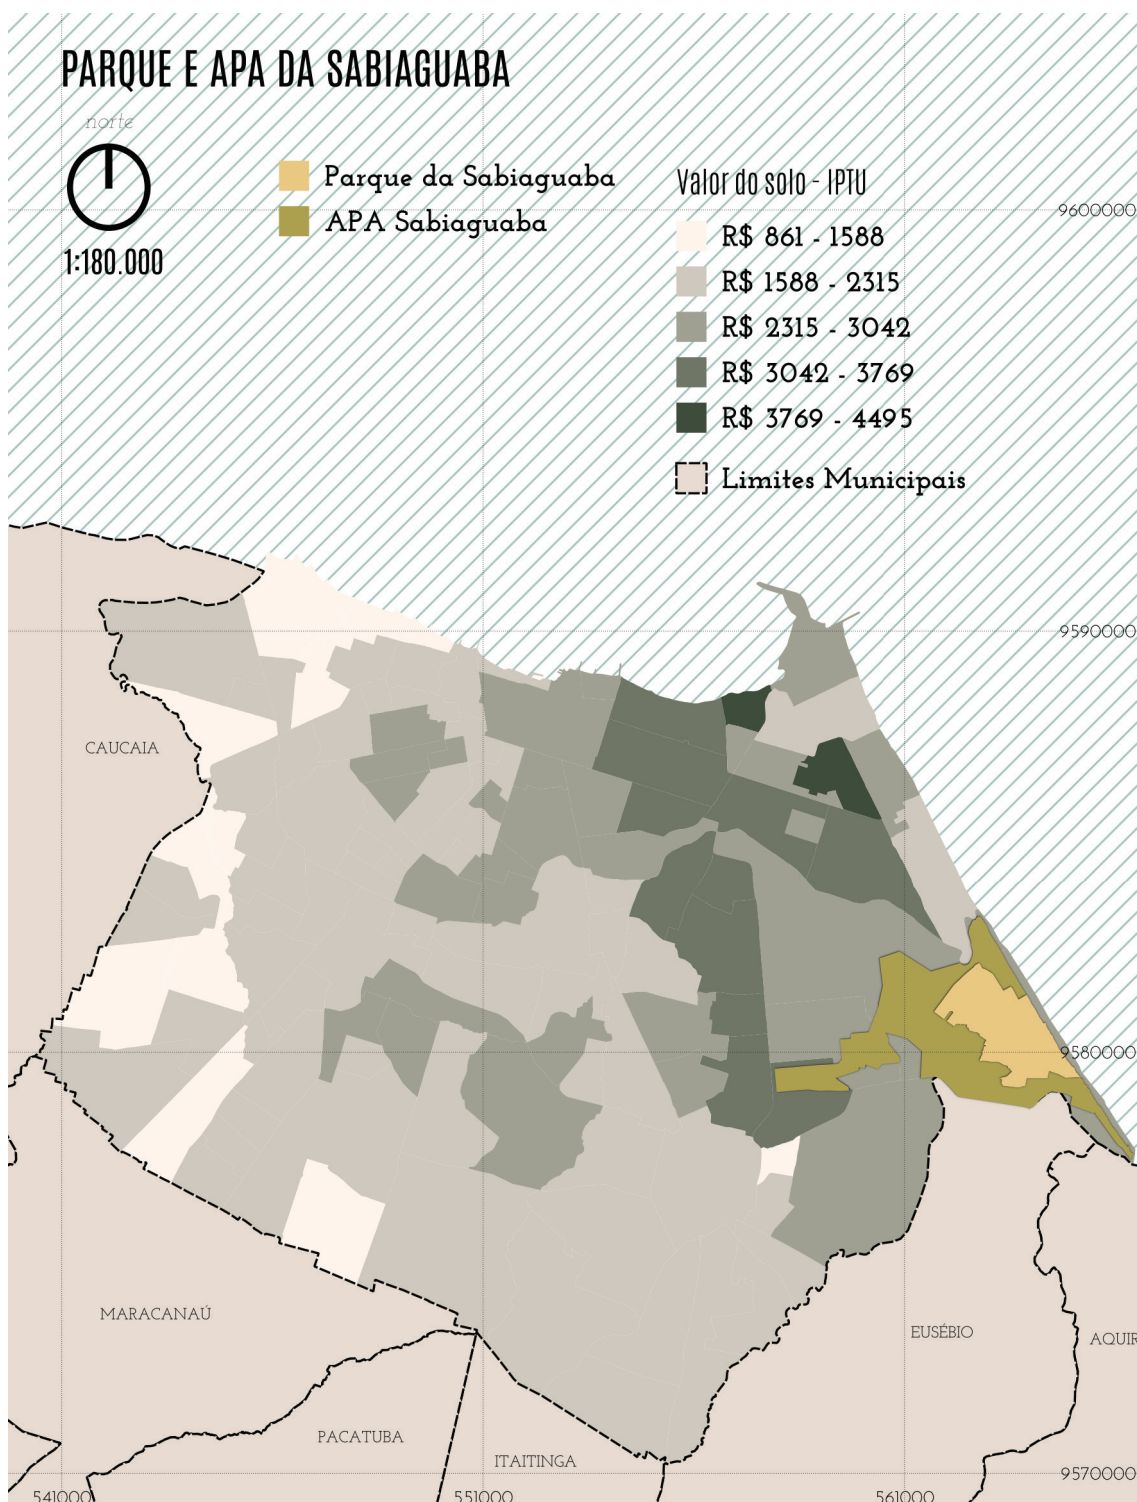 PARQUE E APA DA SABIAGUABA
norte
1:180.000
Parque da Sabiaguaba
APA Sabiaguaba
Valor do solo - IPTU
R$ 861 - 1588
R$ 1588 - 2315
R$ 2315 - 3042
R$ 3042 - 3769
R$ 3769 - 4495
Limites Municipais
9600000
9590000
CAUCAIA
9580000
MARACANAÚ
EUSÉBIO
AQUIR
PACATUBA
ITAITINGA
9570000
541000
551000
561000